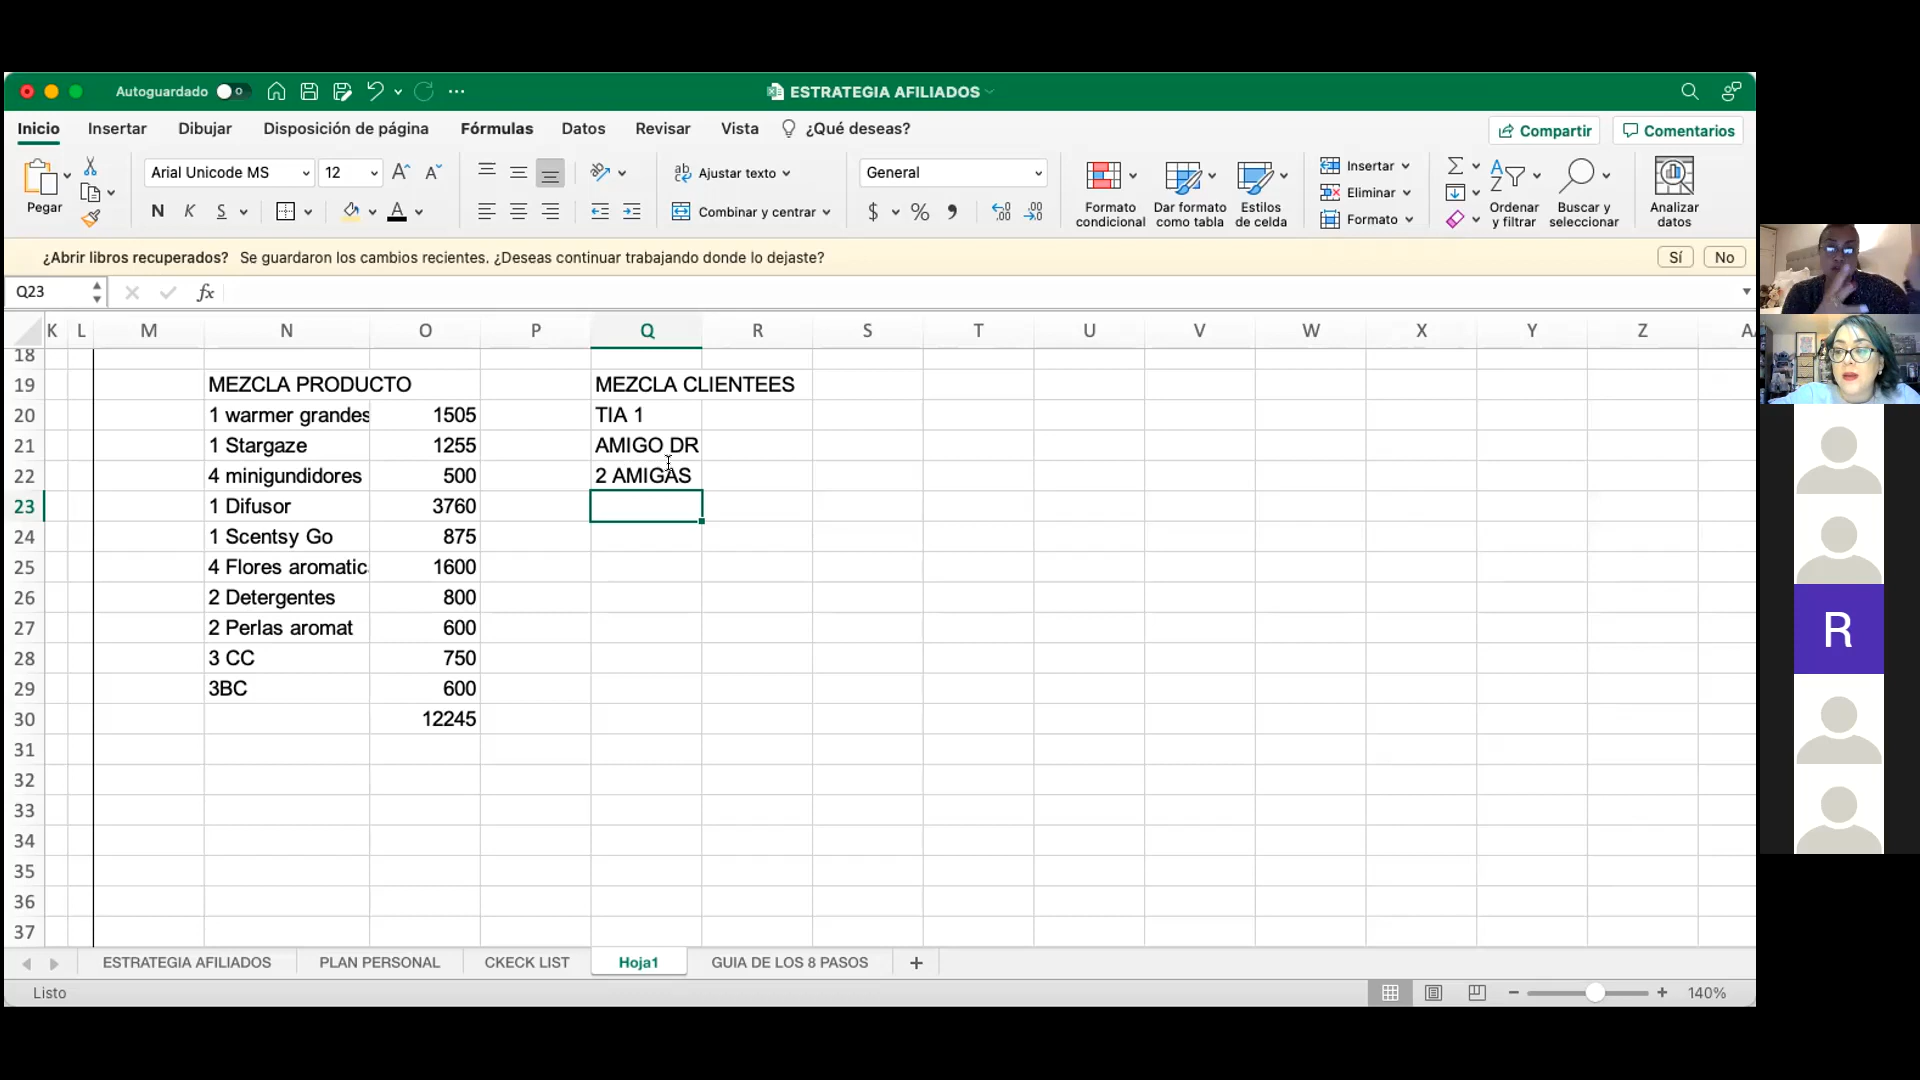 Autoguardado
ESTRATEGIA AFILIADOS
Inicio Insertar Dibujar Disposición de página Fórmulas Datos Revisar Vista ¿Qué deseas? Compartir Comentarios
Pegar
Arial Unicode MS 12
N K S
Ajustar texto
Combinar y centrar
General
$ % 9
Formato condicional
Dar formato como tabla
Estilos de celda
Insertar
Eliminar
Formato
Ordenar y filtrar
Buscar y seleccionar
Analizar datos
¿Abrir libros recuperados? Se guardaron los cambios recientes. ¿Deseas continuar trabajando donde lo dejaste? Sí No
Q23 fx
K L M N O P Q R S T U V W X Y Z
18
19 MEZCLA PRODUCTO MEZCLA CLIENTEES
20 1 warmer grandes 1505 TIA 1
21 1 Stargaze 1255 AMIGO DR
22 4 minigundidores 500 2 AMIGAS
23 1 Difusor 3760
24 1 Scentsy Go 875
25 4 Flores aromatic 1600
26 2 Detergentes 800
27 2 Perlas aromat 600
28 3 CC 750
29 3BC 600
30 12245
31
32
33
34
35
36
37
ESTRATEGIA AFILIADOS PLAN PERSONAL CKECK LIST Hoja1 GUIA DE LOS 8 PASOS +
Listo 140%
R